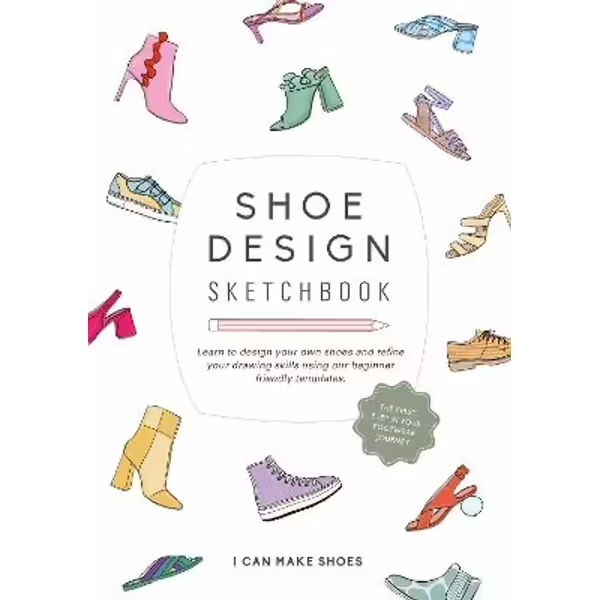 SHOE
DESIGN
SKETCHBOOK
Learn to design your own shoes and refine
your drawing skills using our beginner
friendly templates.
THE FIRST
STEP IN YOUR
FOOTWEAR
JOURNEY
I CAN MAKE SHOES